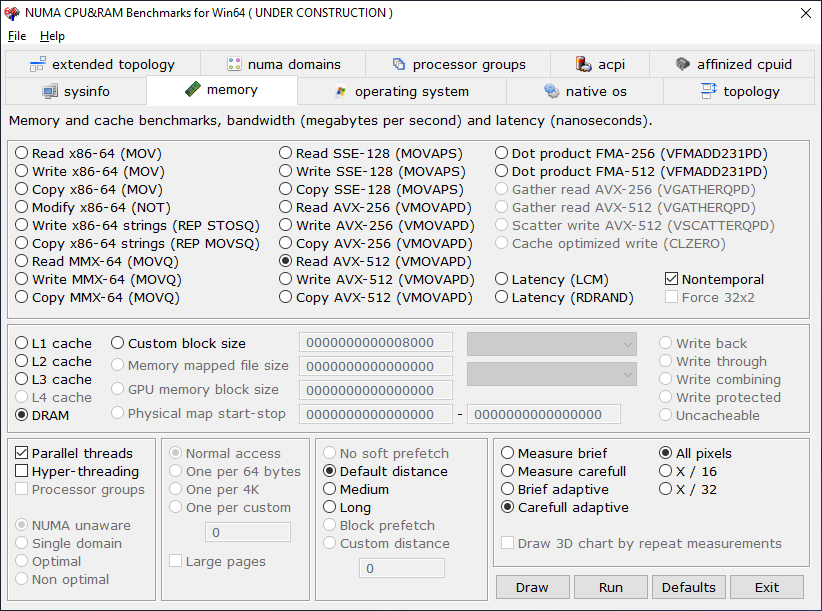 NUMA CPU&RAM Benchmarks for Win64 ( UNDER CONSTRUCTION )
File Help
extended topology numa domains processor groups acpi affinized cpuid
sysinfo memory operating system native os topology
Memory and cache benchmarks, bandwidth (megabytes per second) and latency (nanoseconds).
Read x86-64 (MOV)
Write x86-64 (MOV)
Copy x86-64 (MOV)
Modify x86-64 (NOT)
Write x86-64 strings (REP STOSQ)
Copy x86-64 strings (REP MOVSQ)
Read MMX-64 (MOVQ)
Write MMX-64 (MOVQ)
Copy MMX-64 (MOVQ)
Read SSE-128 (MOVAPS)
Write SSE-128 (MOVAPS)
Copy SSE-128 (MOVAPS)
Read AVX-256 (VMOVAPD)
Write AVX-256 (VMOVAPD)
Copy AVX-256 (VMOVAPD)
Read AVX-512 (VMOVAPD)
Write AVX-512 (VMOVAPD)
Copy AVX-512 (VMOVAPD)
Dot product FMA-256 (VFMADD231PD)
Dot product FMA-512 (VFMADD231PD)
Gather read AVX-256 (VGATHERQPD)
Gather read AVX-512 (VGATHERQPD)
Scatter write AVX-512 (VSCATTERQPD)
Cache optimized write (CLZERO)
Latency (LCM)
Latency (RDRAND)
Nontemporal
Force 32x2
L1 cache
L2 cache
L3 cache
L4 cache
DRAM
Custom block size 0000000000008000
Memory mapped file size 0000000000000000
GPU memory block size 0000000000000000
Physical map start-stop 0000000000000000 - 0000000000000000
Write back
Write through
Write combining
Write protected
Uncacheable
Parallel threads
Hyper-threading
Processor groups
NUMA unaware
Single domain
Optimal
Non optimal
Normal access
One per 64 bytes
One per 4K
One per custom
0
Large pages
No soft prefetch
Default distance
Medium
Long
Block prefetch
Custom distance
0
Measure brief
Measure carefull
Brief adaptive
Carefull adaptive
All pixels
X / 16
X / 32
Draw 3D chart by repeat measurements
Draw Run Defaults Exit